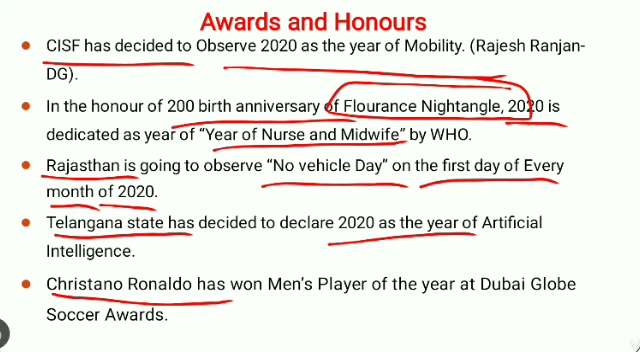 Awards and Honours
• CISF has decided to Observe 2020 as the year of Mobility. (Rajesh Ranjan-
DG).
• In the honour of 200 birth anniversary of Flourance Nightangle, 2020 is
dedicated as year of “Year of Nurse and Midwife” by WHO.
• Rajasthan is going to observe “No vehicle Day” on the first day of Every
month of 2020.
• Telangana state has decided to declare 2020 as the year of Artificial
Intelligence.
• Christano Ronaldo has won Men’s Player of the year at Dubai Globe
Soccer Awards.